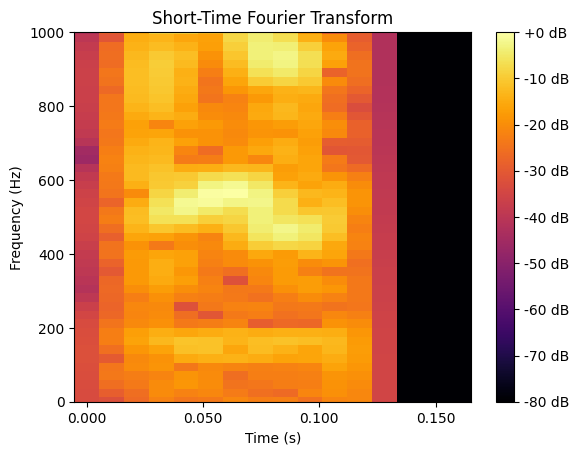 Short-Time Fourier Transform
1000
800
600
400
200
0
Frequency (Hz)
0.000
0.050
0.100
0.150
Time (s)
+0 dB
-10 dB
-20 dB
-30 dB
-40 dB
-50 dB
-60 dB
-70 dB
-80 dB